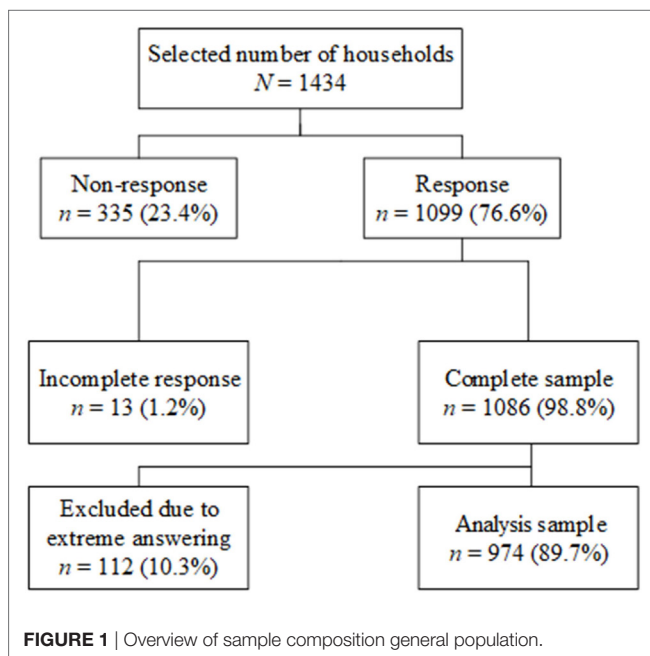 Selected number of households
N = 1434
Non-response
n = 335 (23.4%)
Response
n = 1099 (76.6%)
Incomplete response
n = 13 (1.2%)
Complete sample
n = 1086 (98.8%)
Excluded due to
extreme answering
n = 112 (10.3%)
Analysis sample
n = 974 (89.7%)
FIGURE 1 | Overview of sample composition general population.